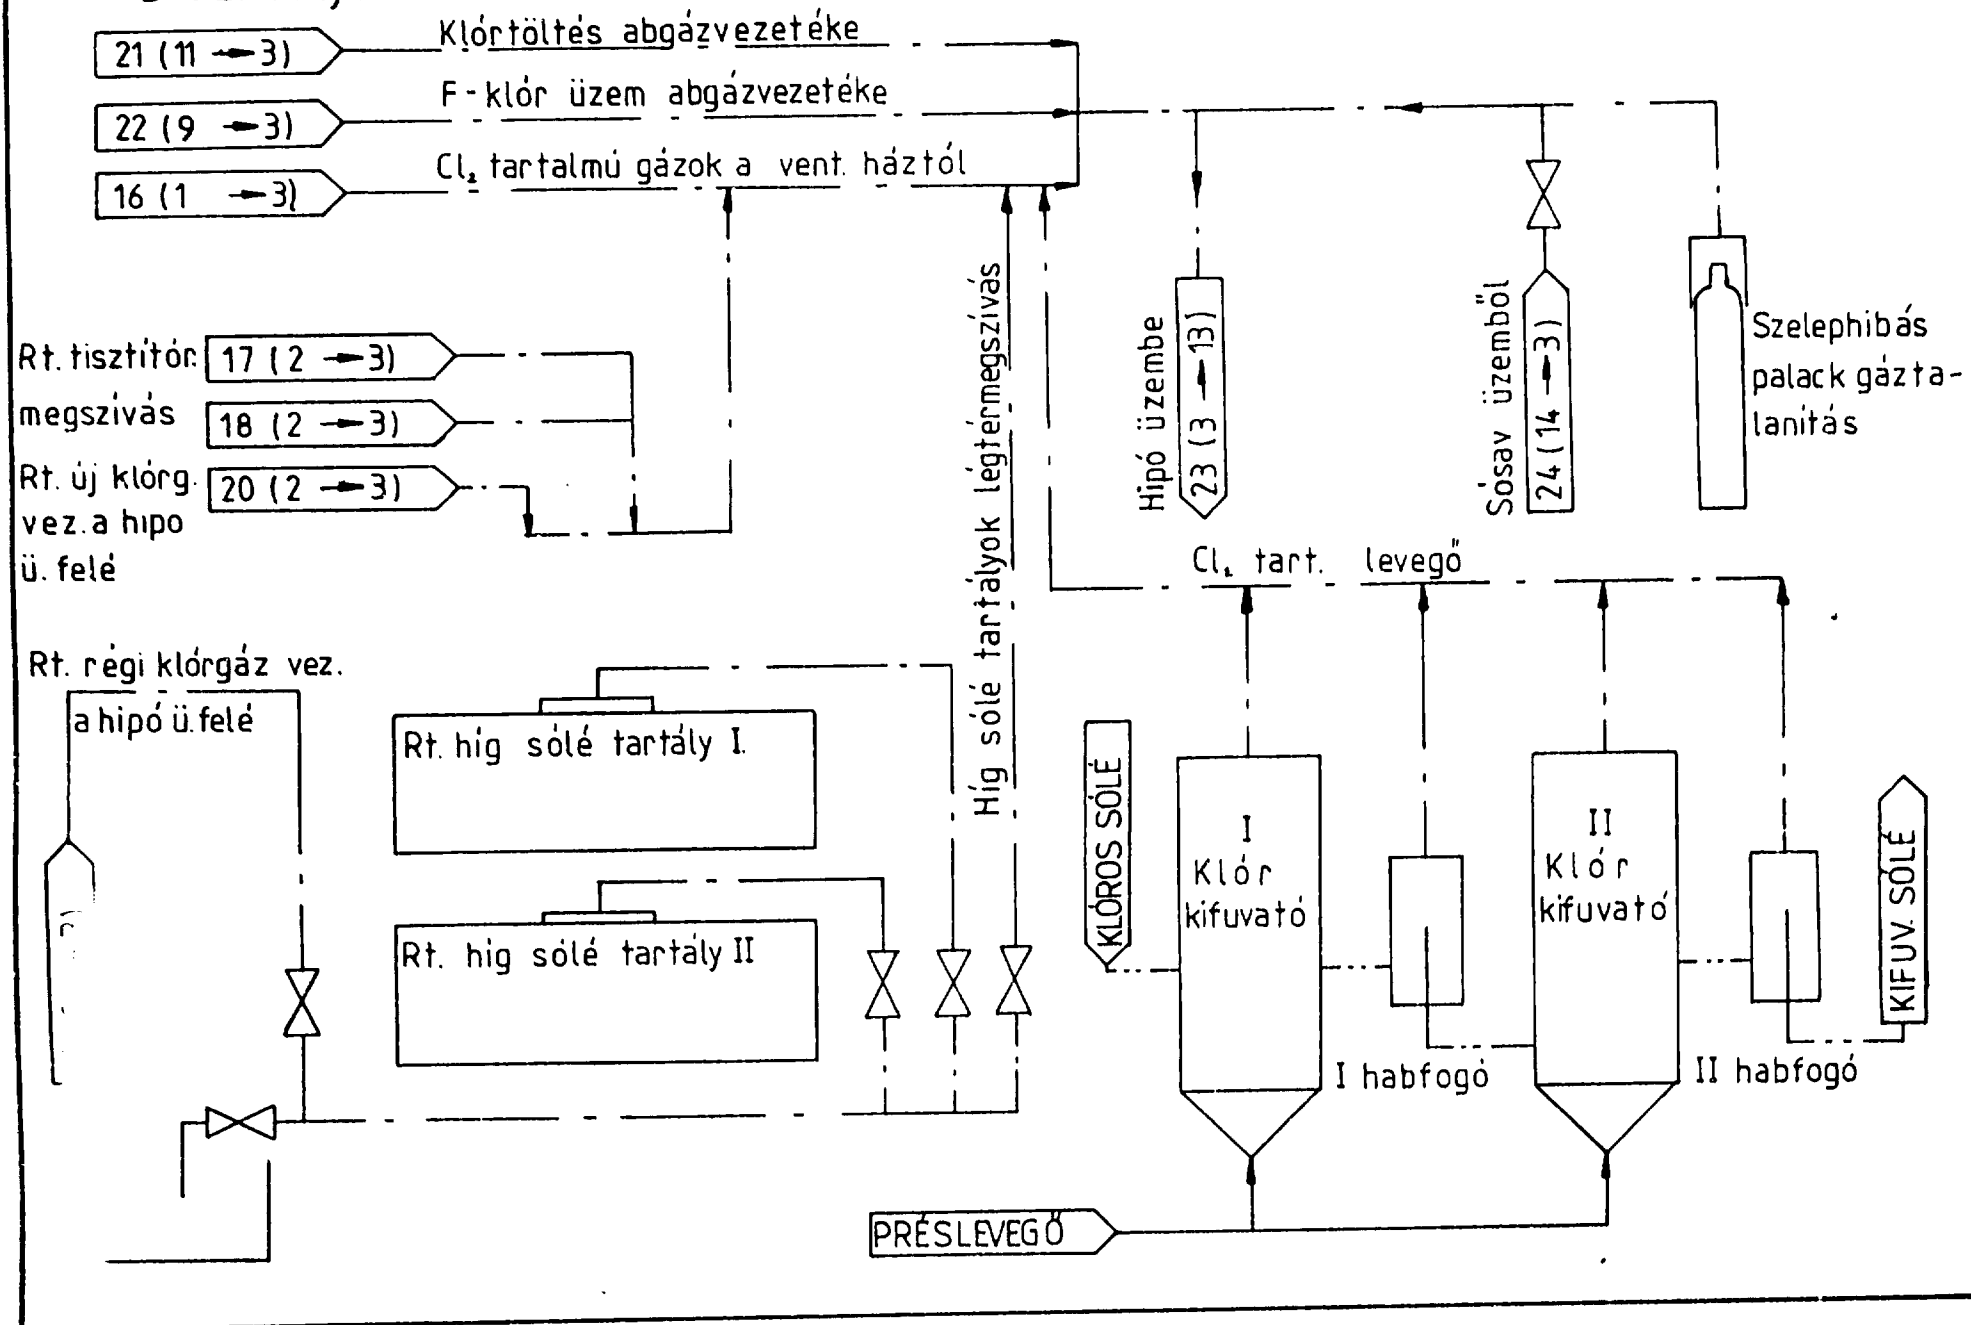 21 (11 → 3)
Klórtöltés abgázvezetéke
22 (9 → 3)
F-klór üzem abgázvezetéke
16 (1 → 3)
Cl₂ tartalmú gázok a vent. háztól
Rt. tisztítór.
megszívás
17 (2 → 3)
18 (2 → 3)
Rt. új klórg.
vez. a hipo
ü. felé
20 (2 → 3)
Híg sólé tartályok légtérmegszívás
Hipó üzembe
23 (3 → 13)
Sósav üzemből
24 (14 → 3)
Szelephibás
palack gázta-
lanítás
Cl₂ tart. levegő
Rt. régi klórgáz vez.
a hipó ü. felé
Rt. híg sólé tartály I.
Rt. híg sólé tartály II
KLÓROS SÓLÉ
I
Klór
kifuvató
II
Klór
kifuvató
KIFUV. SÓLÉ
I habfogó
II habfogó
PRÉSLEVEGŐ